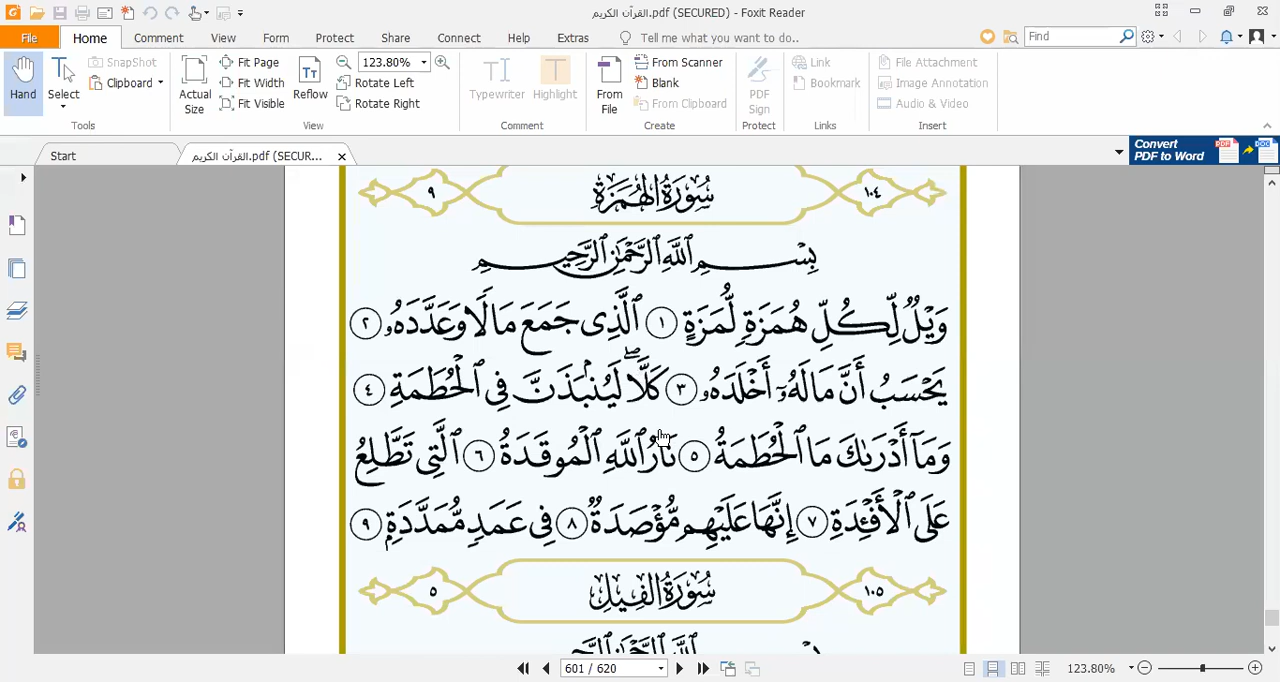 القرآن الكريم.pdf (SECURED) - Foxit Reader
File Home Comment View Form Protect Share Connect Help Extras Tell me what you want to do.. Find
Hand Select SnapShot Clipboard Actual Size Fit Page Fit Width Fit Visible Reflow 123.80% Rotate Left Rotate Right Typewriter Highlight From File From Scanner Blank From Clipboard PDF Sign Link Bookmark File Attachment Image Annotation Audio & Video
Tools View Comment Create Protect Links Insert
Start القرآن الكريم.pdf (SECUR... Convert PDF to Word PDF DOC
١٠٤ سُورَةُ الهُمَزَةِ ٩
بِسْمِ ٱللَّهِ ٱلرَّحْمَٰنِ ٱلرَّحِيمِ
وَيْلٌ لِّكُلِّ هُمَزَةٍ لُّمَزَةٍ ١ ٱلَّذِى جَمَعَ مَالًا وَعَدَّدَهُۥ ٢
يَحْسَبُ أَنَّ مَالَهُۥٓ أَخْلَدَهُۥ ٣ كَلَّا ۖ لَيُنۢبَذَنَّ فِى ٱلْحُطَمَةِ ٤
وَمَآ أَدْرَىٰكَ مَا ٱلْحُطَمَةُ ٥ نَارُ ٱللَّهِ ٱلْمُوقَدَةُ ٦ ٱلَّتِى تَطَّلِعُ
عَلَى ٱلْأَفْـِٔدَةِ ٧ إِنَّهَا عَلَيْهِم مُّؤْصَدَةٌ ٨ فِى عَمَدٍ مُّمَدَّدَةٍۭ ٩
١٠٥ سُورَةُ الفِيلِ ٥
بِسْمِ ٱللَّهِ ٱلرَّحْمَٰنِ ٱلرَّحِيمِ
601 / 620 123.80%